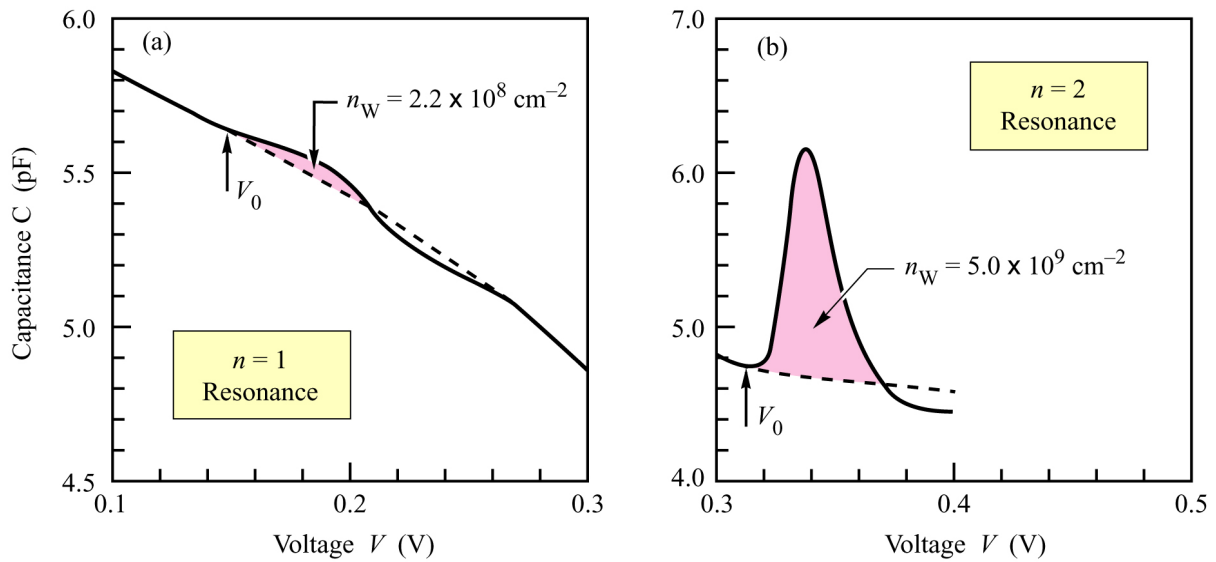 (a)
n_W = 2.2 x 10^8 cm^–2
V_0
n = 1
Resonance
6.0
5.5
5.0
4.5
0.1
0.2
0.3
Capacitance C (pF)
Voltage V (V)
(b)
n = 2
Resonance
n_W = 5.0 x 10^9 cm^–2
V_0
7.0
6.0
5.0
4.0
0.3
0.4
0.5
Voltage V (V)